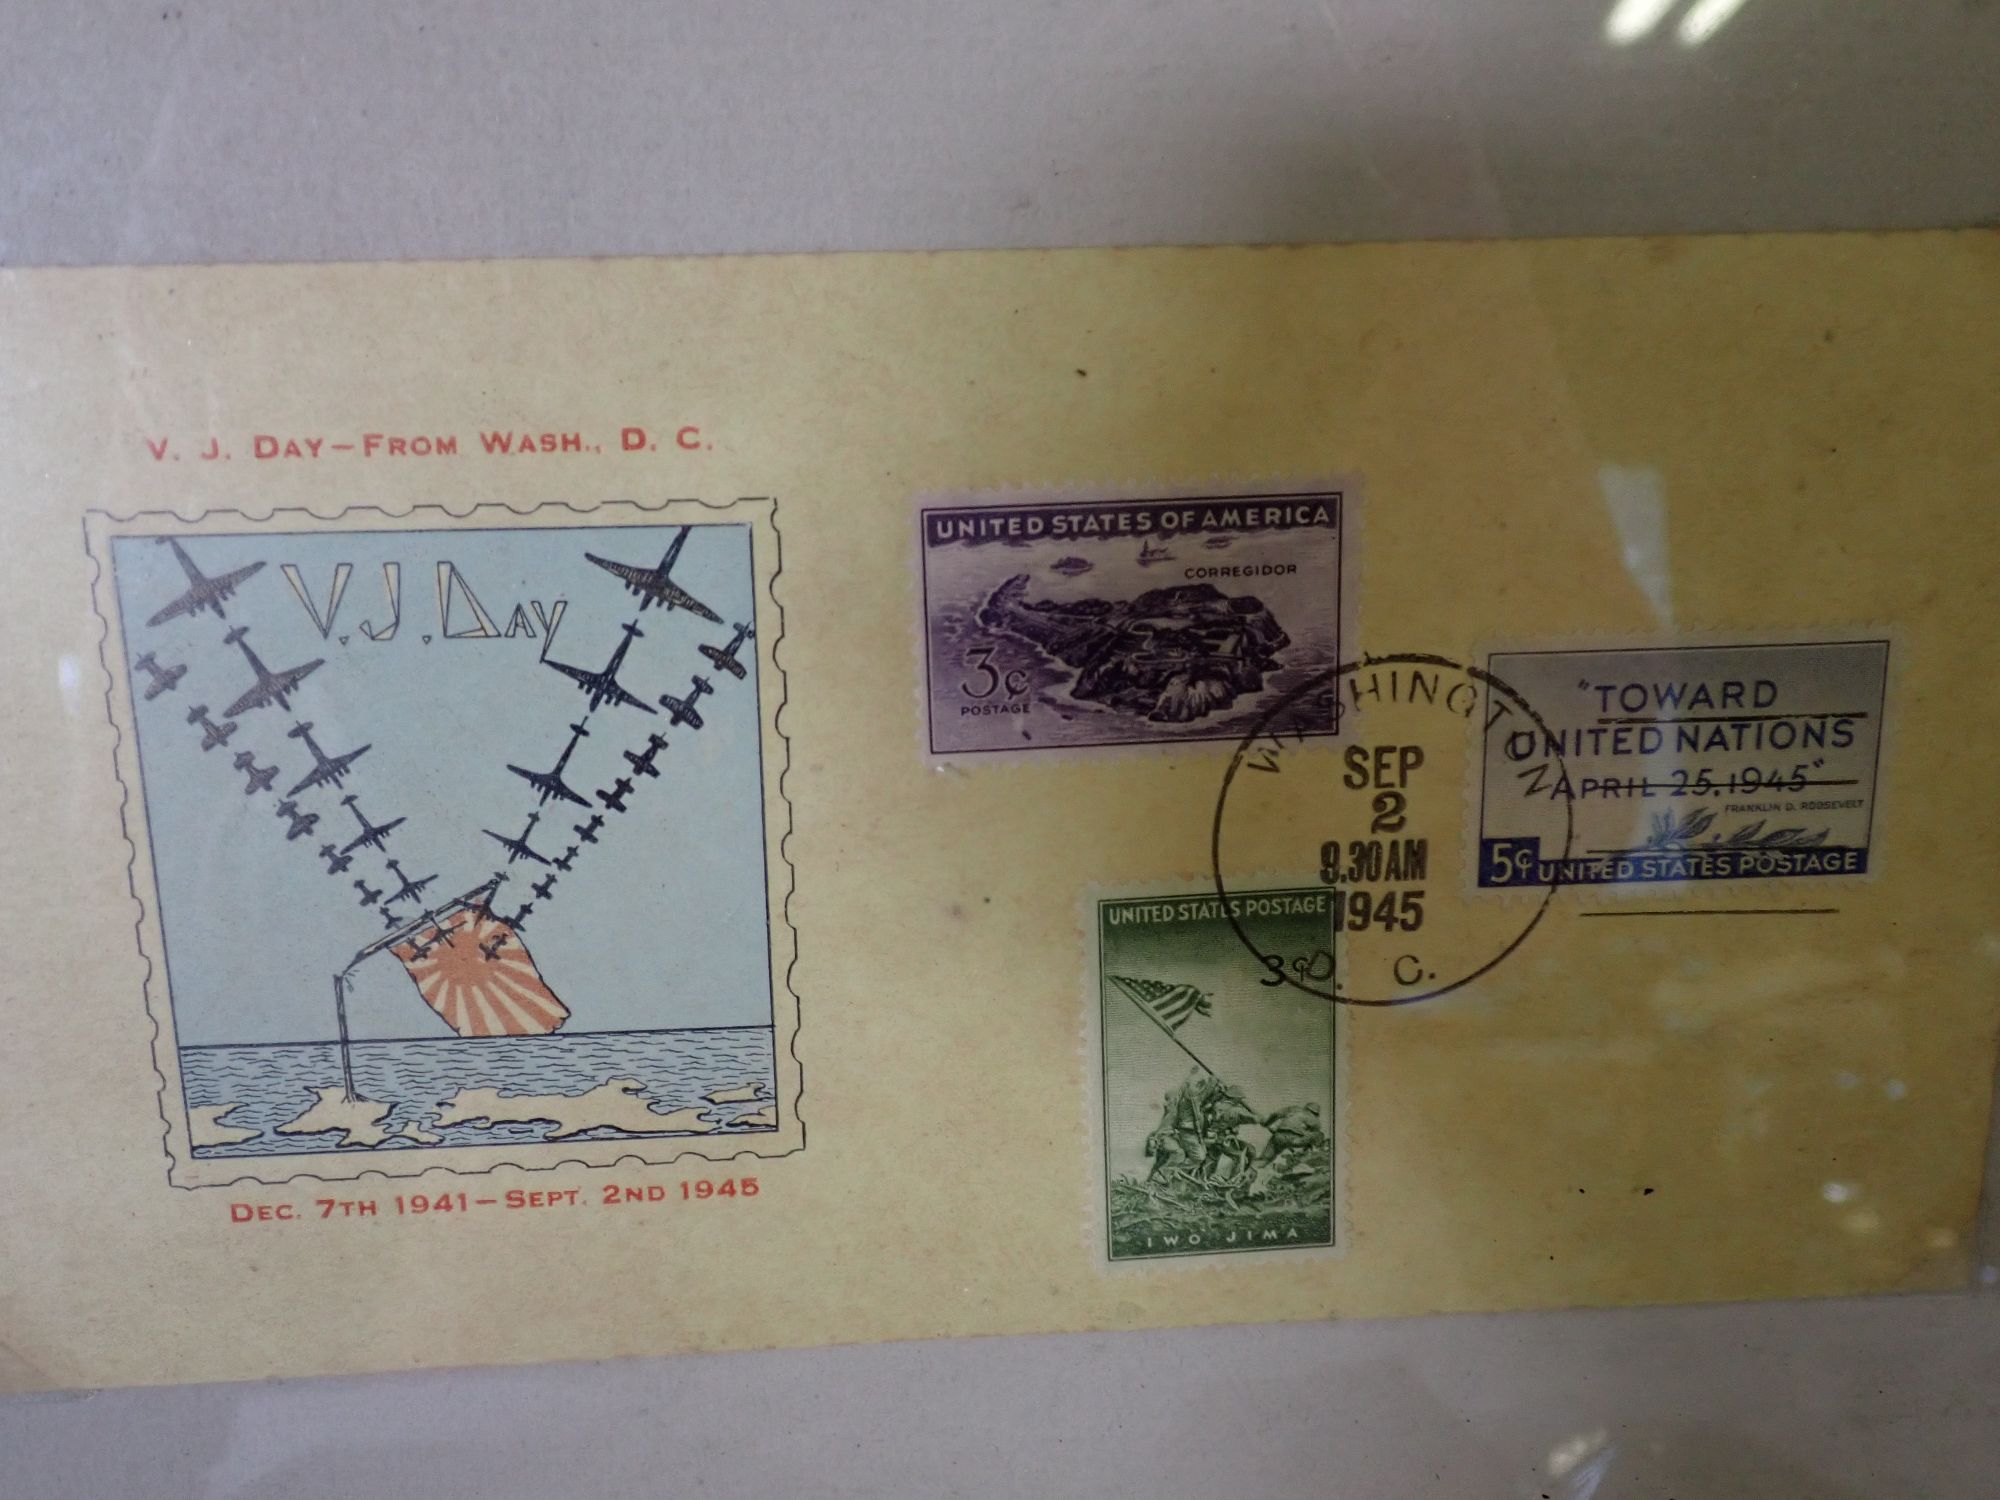 V. J. DAY–FROM WASH., D. C.
V.J. DAY
DEC. 7TH 1941–SEPT. 2ND 1945
UNITED STATES OF AMERICA
CORREGIDOR
3¢
POSTAGE
WASHINGTON
SEP
2
9.30AM
1945
D. C.
"TOWARD
UNITED NATIONS
APRIL 25, 1945"
FRANKLIN D. ROOSEVELT
5¢ UNITED STATES POSTAGE
UNITED STATES POSTAGE
3¢
IWO JIMA